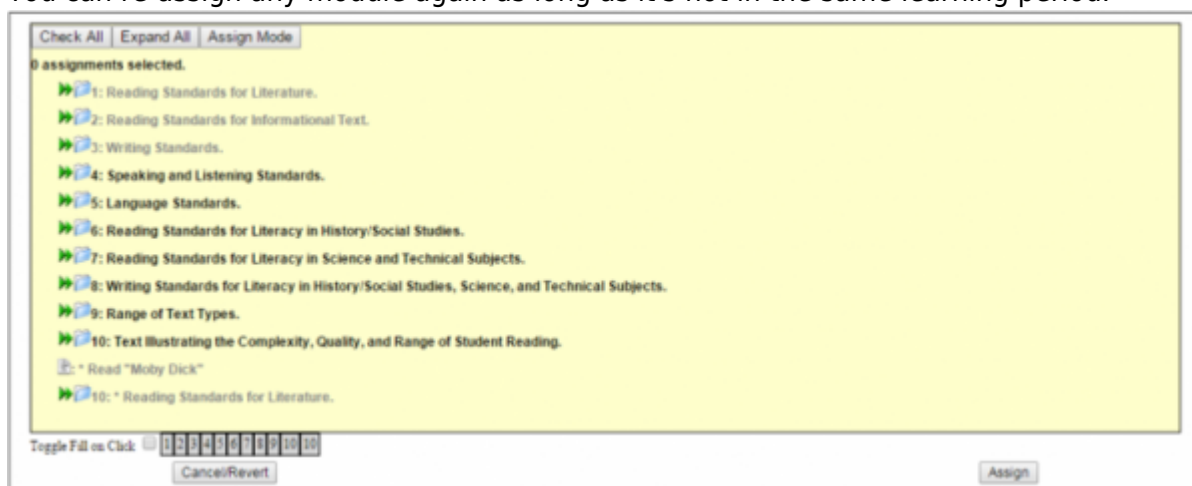 You can re-assign any module again as long as it's not in the same learning period.
Check All Expand All Assign Mode
0 assignments selected.
1: Reading Standards for Literature.
2: Reading Standards for Informational Text.
3: Writing Standards.
4: Speaking and Listening Standards.
5: Language Standards.
6: Reading Standards for Literacy in History/Social Studies.
7: Reading Standards for Literacy in Science and Technical Subjects.
8: Writing Standards for Literacy in History/Social Studies, Science, and Technical Subjects.
9: Range of Text Types.
10: Text Illustrating the Complexity, Quality, and Range of Student Reading.
: * Read "Moby Dick"
10: * Reading Standards for Literature.
Toggle Fill on Click 1 2 3 4 5 6 7 8 9 10 10
Cancel/Revert Assign